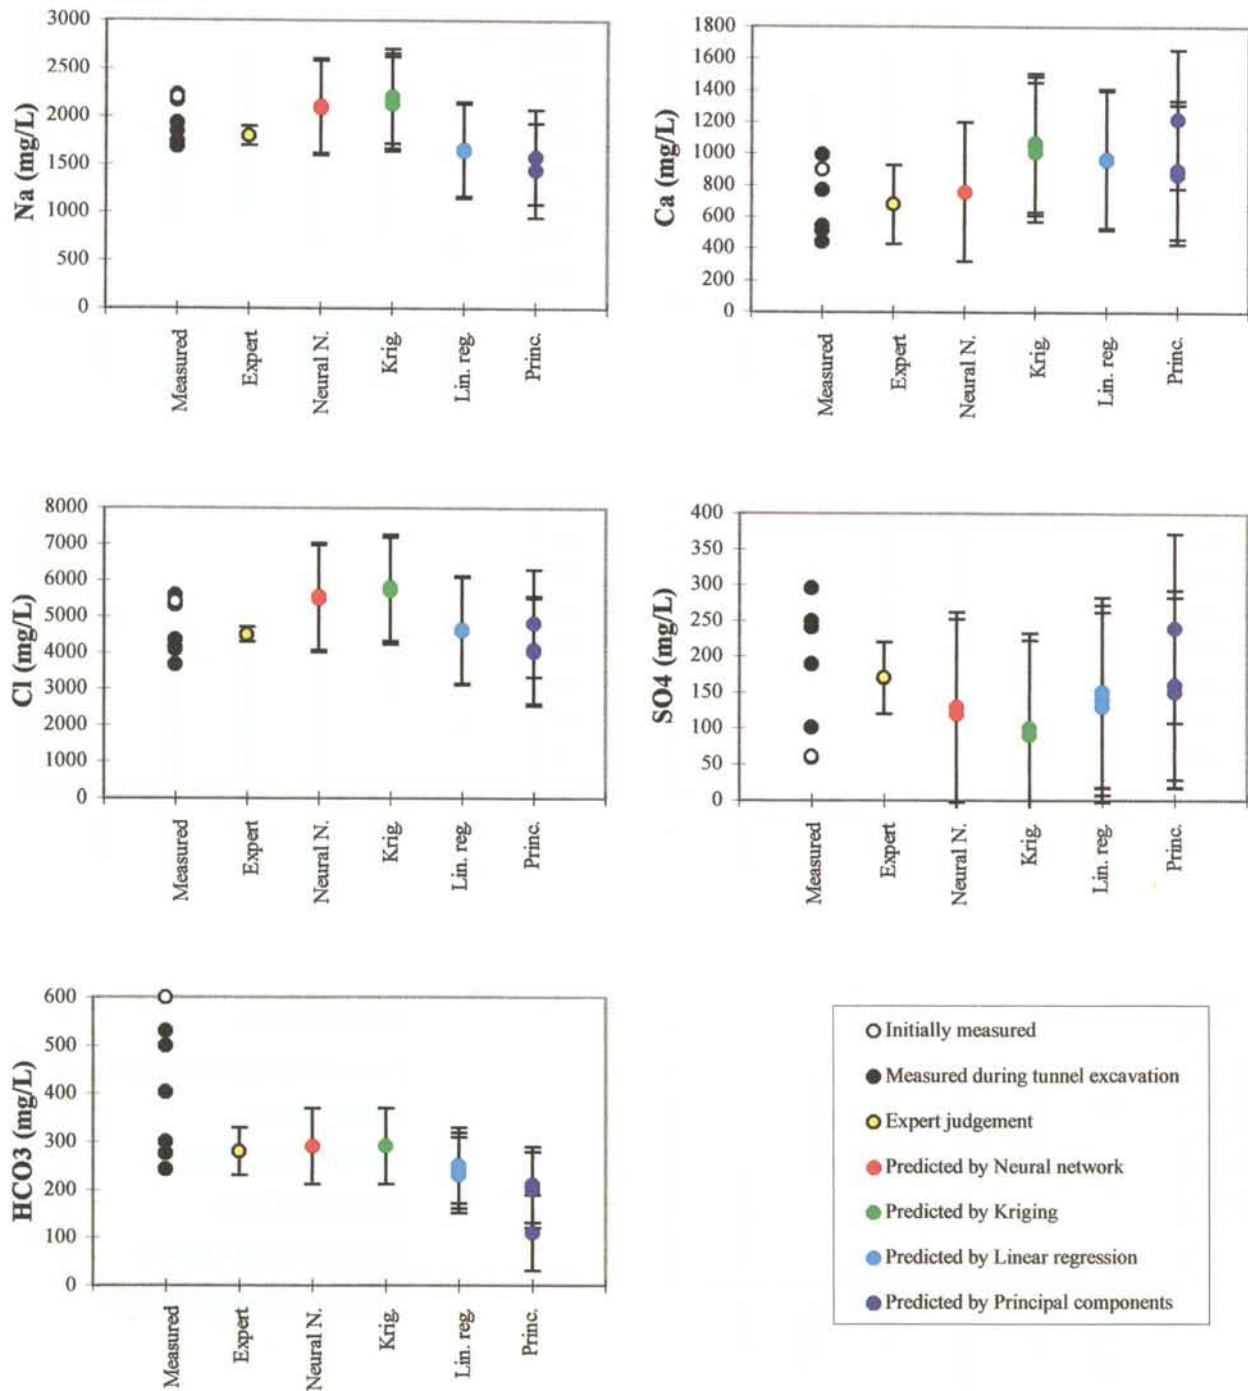 Na (mg/L)
3000
2500
2000
1500
1000
500
0
Measured
Expert
Neural N.
Krig.
Lin. reg.
Princ.
Ca (mg/L)
1800
1600
1400
1200
1000
800
600
400
200
0
Measured
Expert
Neural N.
Krig.
Lin. reg.
Princ.
Cl (mg/L)
8000
7000
6000
5000
4000
3000
2000
1000
0
Measured
Expert
Neural N.
Krig.
Lin. reg.
Princ.
SO4 (mg/L)
400
350
300
250
200
150
100
50
0
Measured
Expert
Neural N.
Krig.
Lin. reg.
Princ.
HCO3 (mg/L)
600
500
400
300
200
100
0
Measured
Expert
Neural N.
Krig.
Lin. reg.
Princ.
Initially measured
Measured during tunnel excavation
Expert judgement
Predicted by Neural network
Predicted by Kriging
Predicted by Linear regression
Predicted by Principal components